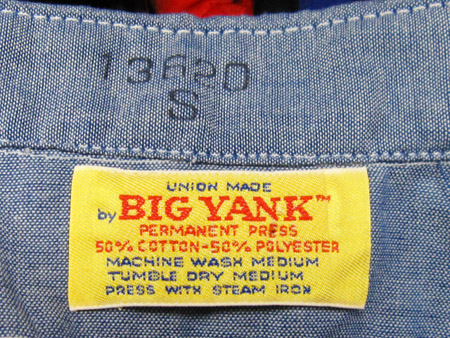 13620
S
UNION MADE
by BIG YANK™
PERMANENT PRESS
50% COTTON-50% POLYESTER
MACHINE WASH MEDIUM
TUMBLE DRY MEDIUM
PRESS WITH STEAM IRON